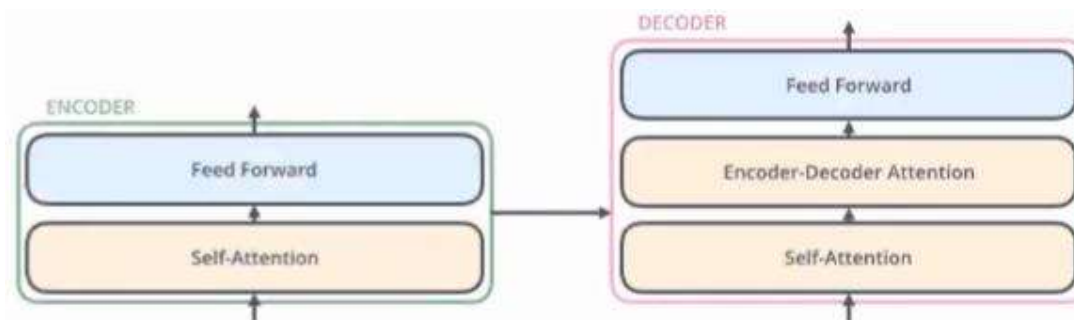 ENCODER
Feed Forward
Self-Attention
DECODER
Feed Forward
Encoder-Decoder Attention
Self-Attention